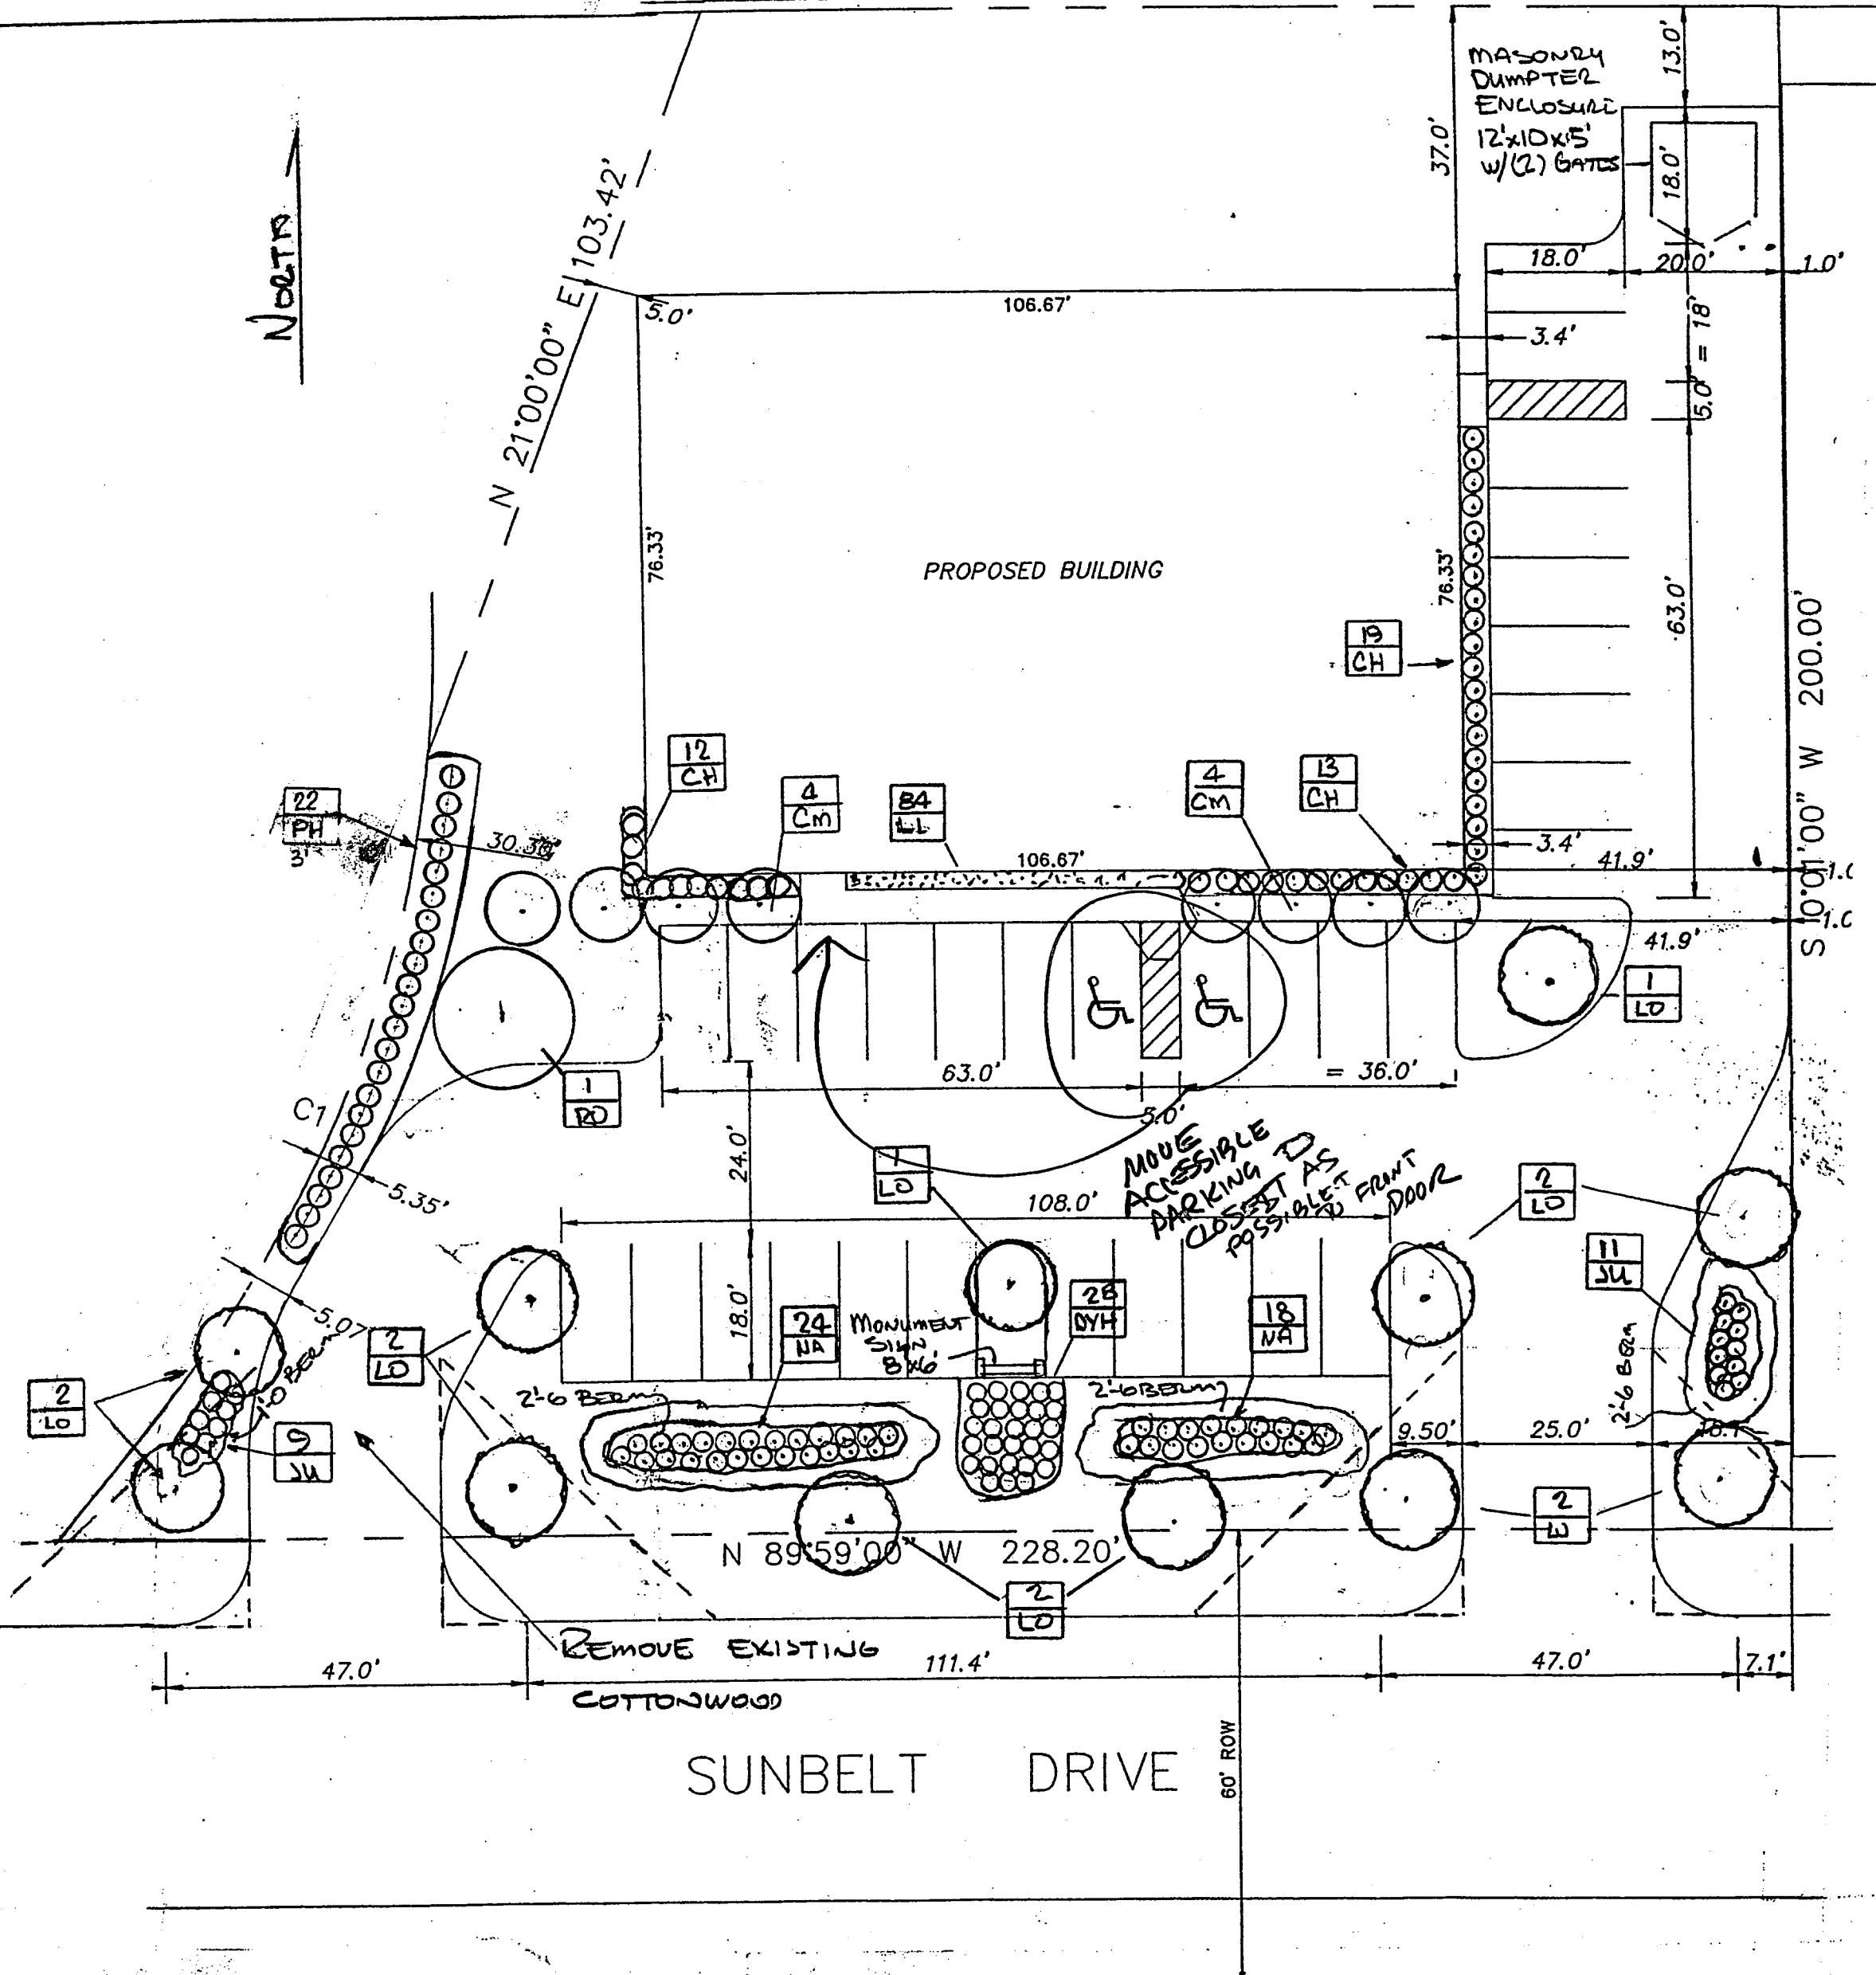 MASONRY
DUMPTER
ENCLOSURE
12'x10x5'
W/(2) GATES
13.0'
37.0'
18.0'
NORTH
N 21°00'00" E 103.42'
5.0'
106.67'
18.0'
20.0'
1.0'
3.4'
5.0' = 18'
76.33'
PROPOSED BUILDING
76.33'
63.0'
S 0°01'00" W 200.00'
19
CH
12
CH
4
CM
84
LL
4
CM
13
CH
22
PH
3'
30.38'
106.67'
3.4'
41.9'
41.9'
1
LO
63.0'
= 36.0'
5.0'
1
RO
C1
24.0'
5.35'
MOVE
ACCESSIBLE
PARKING TO
CLOSEST AS
POSSIBLE TO FRONT
DOOR
1
LO
108.0'
2
LO
11
JU
5.07'
18.0'
24
NA
MONUMENT
SIGN
8x6'
28
DYH
18
NA
2
LO
2
LO
BERM
9
JU
2'-6 BERM
2'-6 BERM
2'-6 BERM
9.50'
25.0'
2
LO
N 89°59'00" W 228.20'
2
LO
REMOVE EXISTING
COTTONWOOD
47.0'
111.4'
47.0'
7.1'
SUNBELT DRIVE
60' ROW